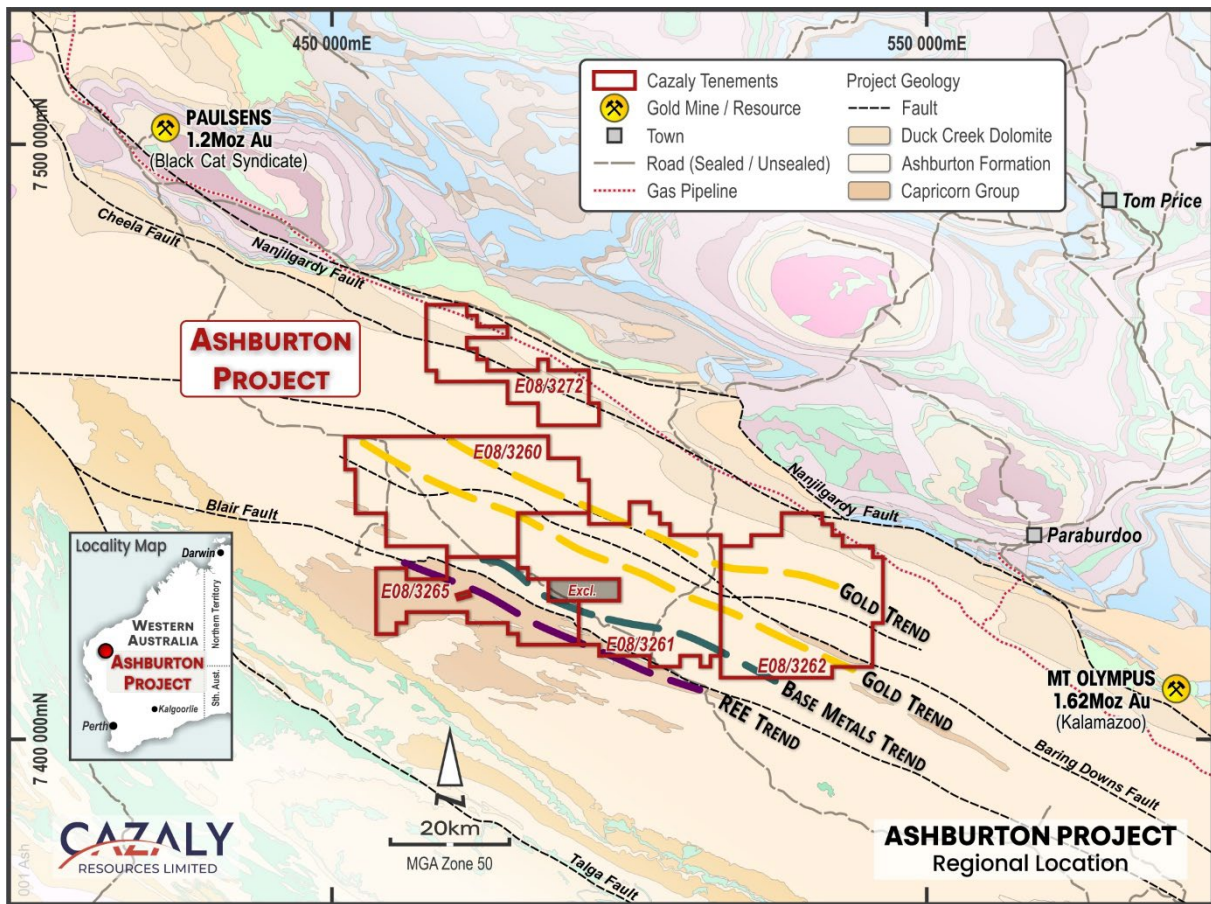 450 000mE
550 000mE
7 500 000mN
7 400 000mN
Cazaly Tenements
Gold Mine / Resource
Town
Road (Sealed / Unsealed)
Gas Pipeline
Project Geology
Fault
Duck Creek Dolomite
Ashburton Formation
Capricorn Group
PAULSENS
1.2Moz Au
(Black Cat Syndicate)
Tom Price
Cheela Fault
Nanjilgardy Fault
ASHBURTON
PROJECT
E08/3272
E08/3260
Nanjilgardy Fault
Blair Fault
Paraburdoo
E08/3265
Excl.
GOLD TREND
E08/3261
E08/3262
GOLD TREND
BASE METALS TREND
REE TREND
MT OLYMPUS
1.62Moz Au
(Kalamazoo)
Baring Downs Fault
Talga Fault
Locality Map
Darwin
WESTERN
AUSTRALIA
Northern Territory
ASHBURTON
PROJECT
Sth. Aust.
Kalgoorlie
Perth
20km
MGA Zone 50
CAZALY
RESOURCES LIMITED
001 Ash
ASHBURTON PROJECT
Regional Location